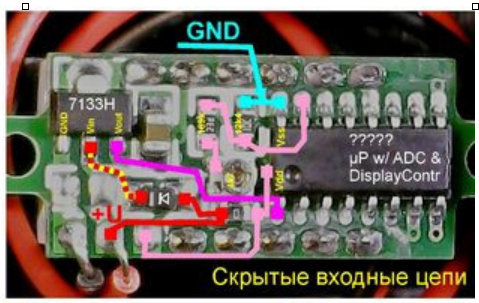 GND
7133H
GND
Vin
Vout
Vss
?????
µP w/ ADC &
DisplayContr
Vdd
+U
Скрытые входные цепи